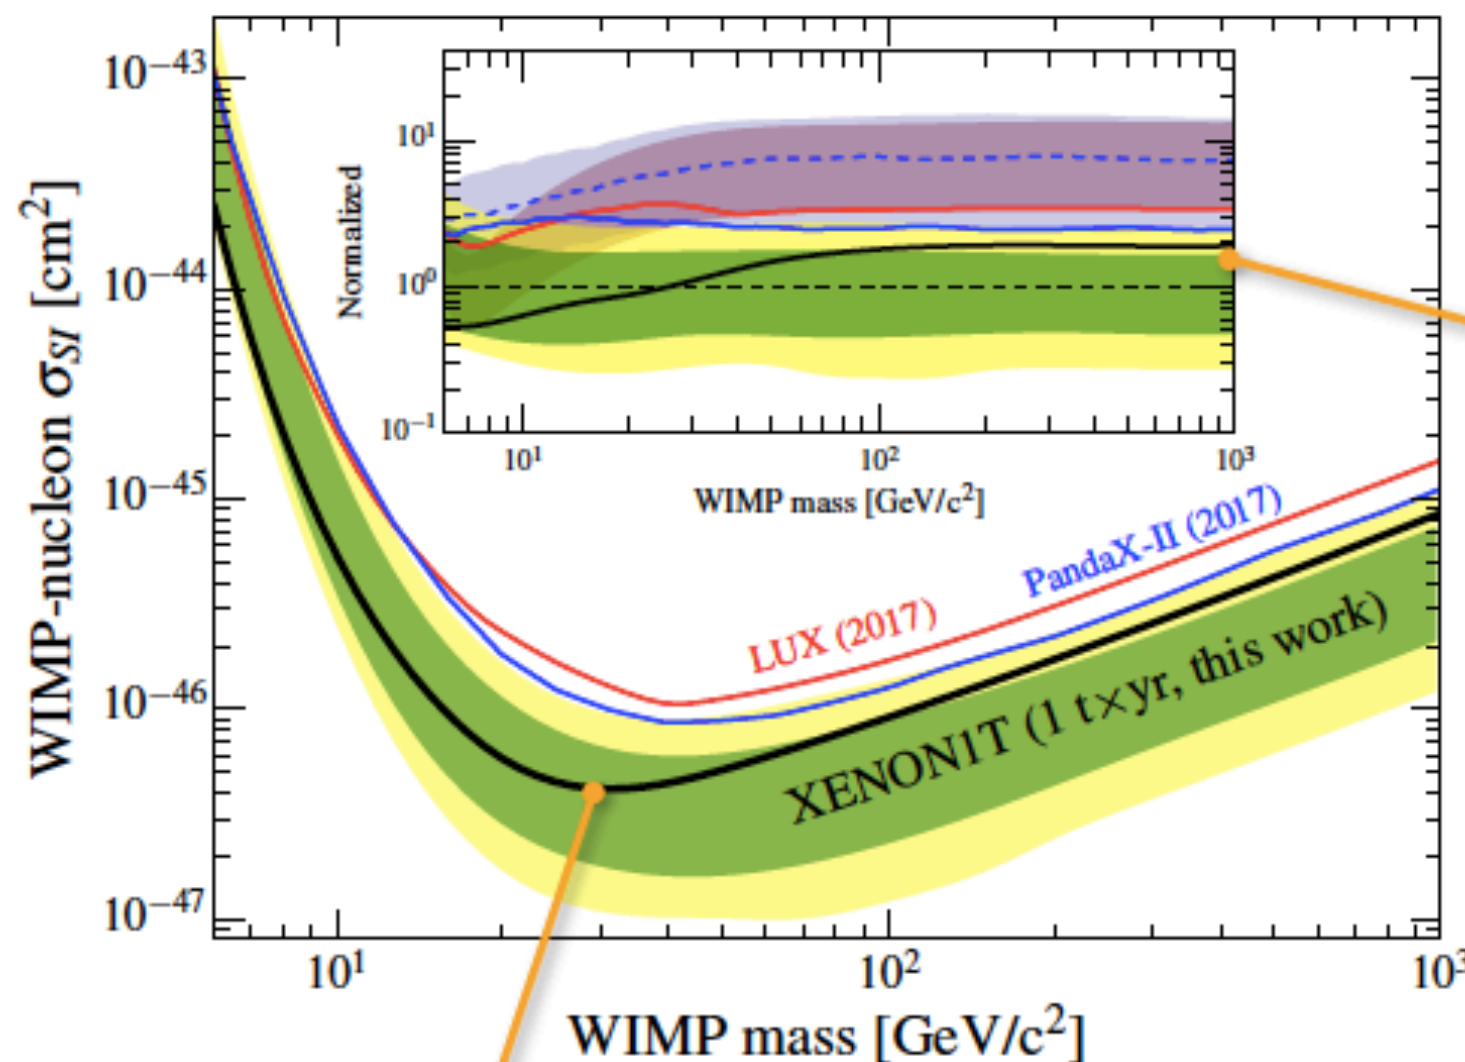 WIMP-nucleon σ_SI [cm²]
10⁻⁴³
10⁻⁴⁴
10⁻⁴⁵
10⁻⁴⁶
10⁻⁴⁷
Normalized
10¹
10⁰
10⁻¹
10¹
10²
10³
WIMP mass [GeV/c²]
LUX (2017)
PandaX-II (2017)
XENON1T (1 t×yr, this work)
10¹
10²
10³
WIMP mass [GeV/c²]